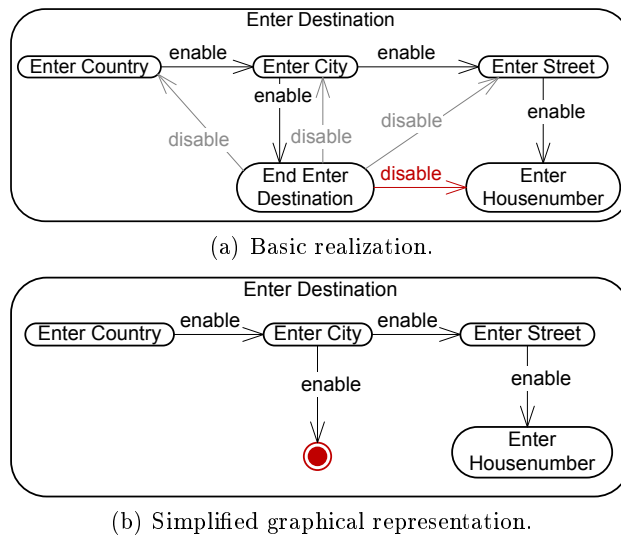 Enter Destination
enable
enable
Enter Country
Enter City
Enter Street
enable
enable
disable
disable
disable
End Enter
Destination
disable
Enter
Housenumber
(a) Basic realization.
Enter Destination
enable
enable
Enter Country
Enter City
Enter Street
enable
enable
Enter
Housenumber
(b) Simplified graphical representation.